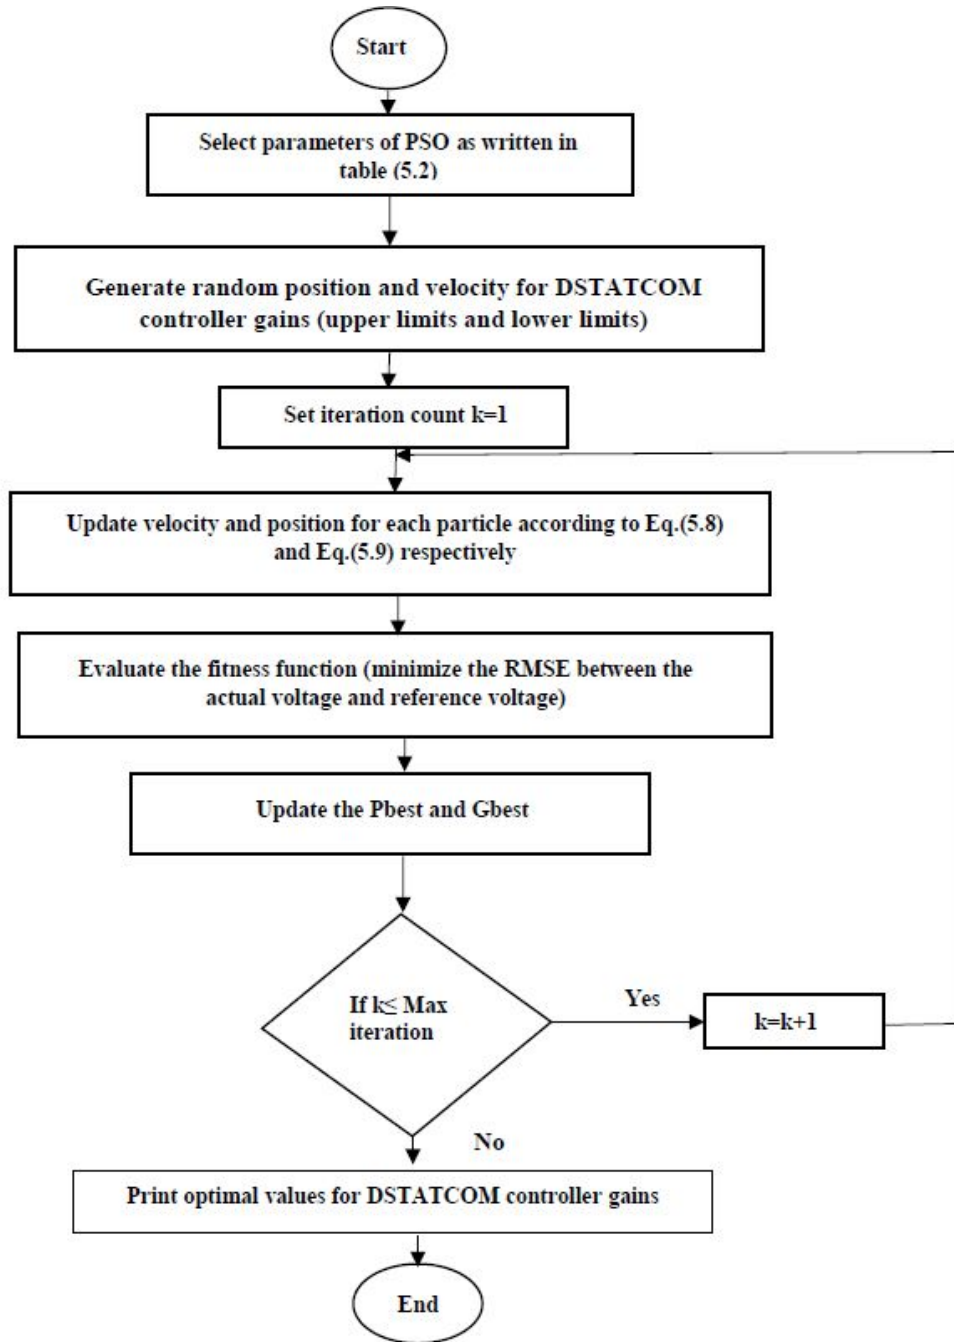 Start
Select parameters of PSO as written in
table (5.2)
Generate random position and velocity for DSTATCOM
controller gains (upper limits and lower limits)
Set iteration count k=1
Update velocity and position for each particle according to Eq.(5.8)
and Eq.(5.9) respectively
Evaluate the fitness function (minimize the RMSE between the
actual voltage and reference voltage)
Update the Pbest and Gbest
If k≤ Max
iteration
Yes
k=k+1
No
Print optimal values for DSTATCOM controller gains
End